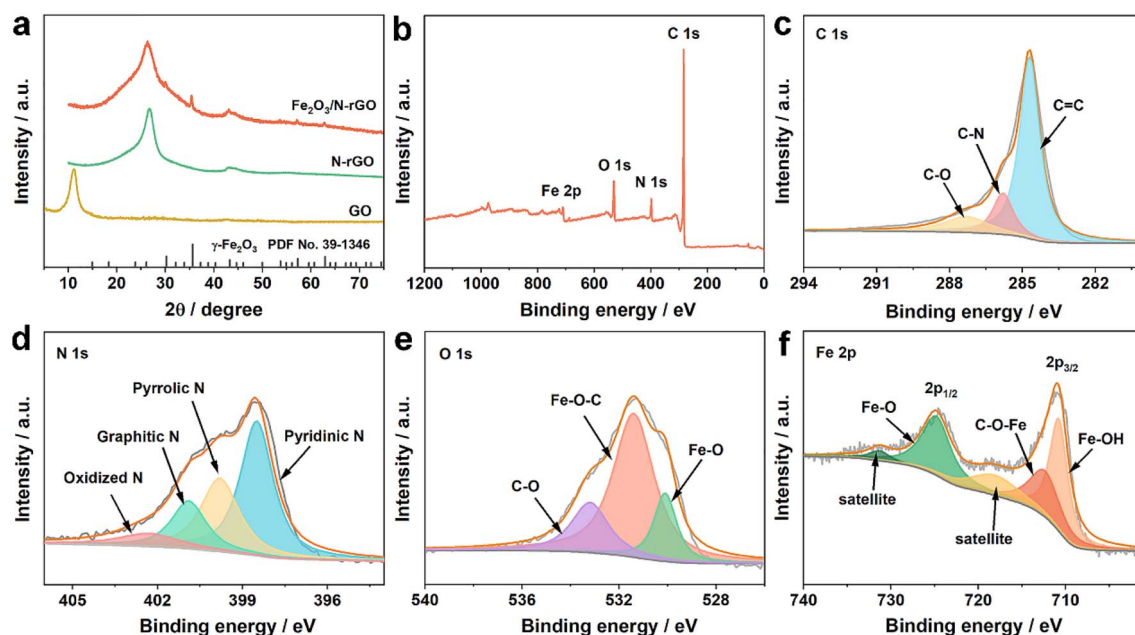 a
Intensity / a.u.
Fe₂O₃/N-rGO
N-rGO
GO
γ-Fe₂O₃ PDF No. 39-1346
10 20 30 40 50 60 70
2θ / degree
b
Intensity / a.u.
C 1s
O 1s
N 1s
Fe 2p
1200 1000 800 600 400 200 0
Binding energy / eV
c
C 1s
Intensity / a.u.
C=C
C-N
C-O
294 291 288 285 282
Binding energy / eV
d
N 1s
Intensity / a.u.
Pyrrolic N
Graphitic N
Pyridinic N
Oxidized N
405 402 399 396
Binding energy / eV
e
O 1s
Intensity / a.u.
Fe-O-C
Fe-O
C-O
540 536 532 528
Binding energy / eV
f
Fe 2p
Intensity / a.u.
2p₃/₂
2p₁/₂
Fe-O
C-O-Fe
Fe-OH
satellite
satellite
740 730 720 710
Binding energy / eV